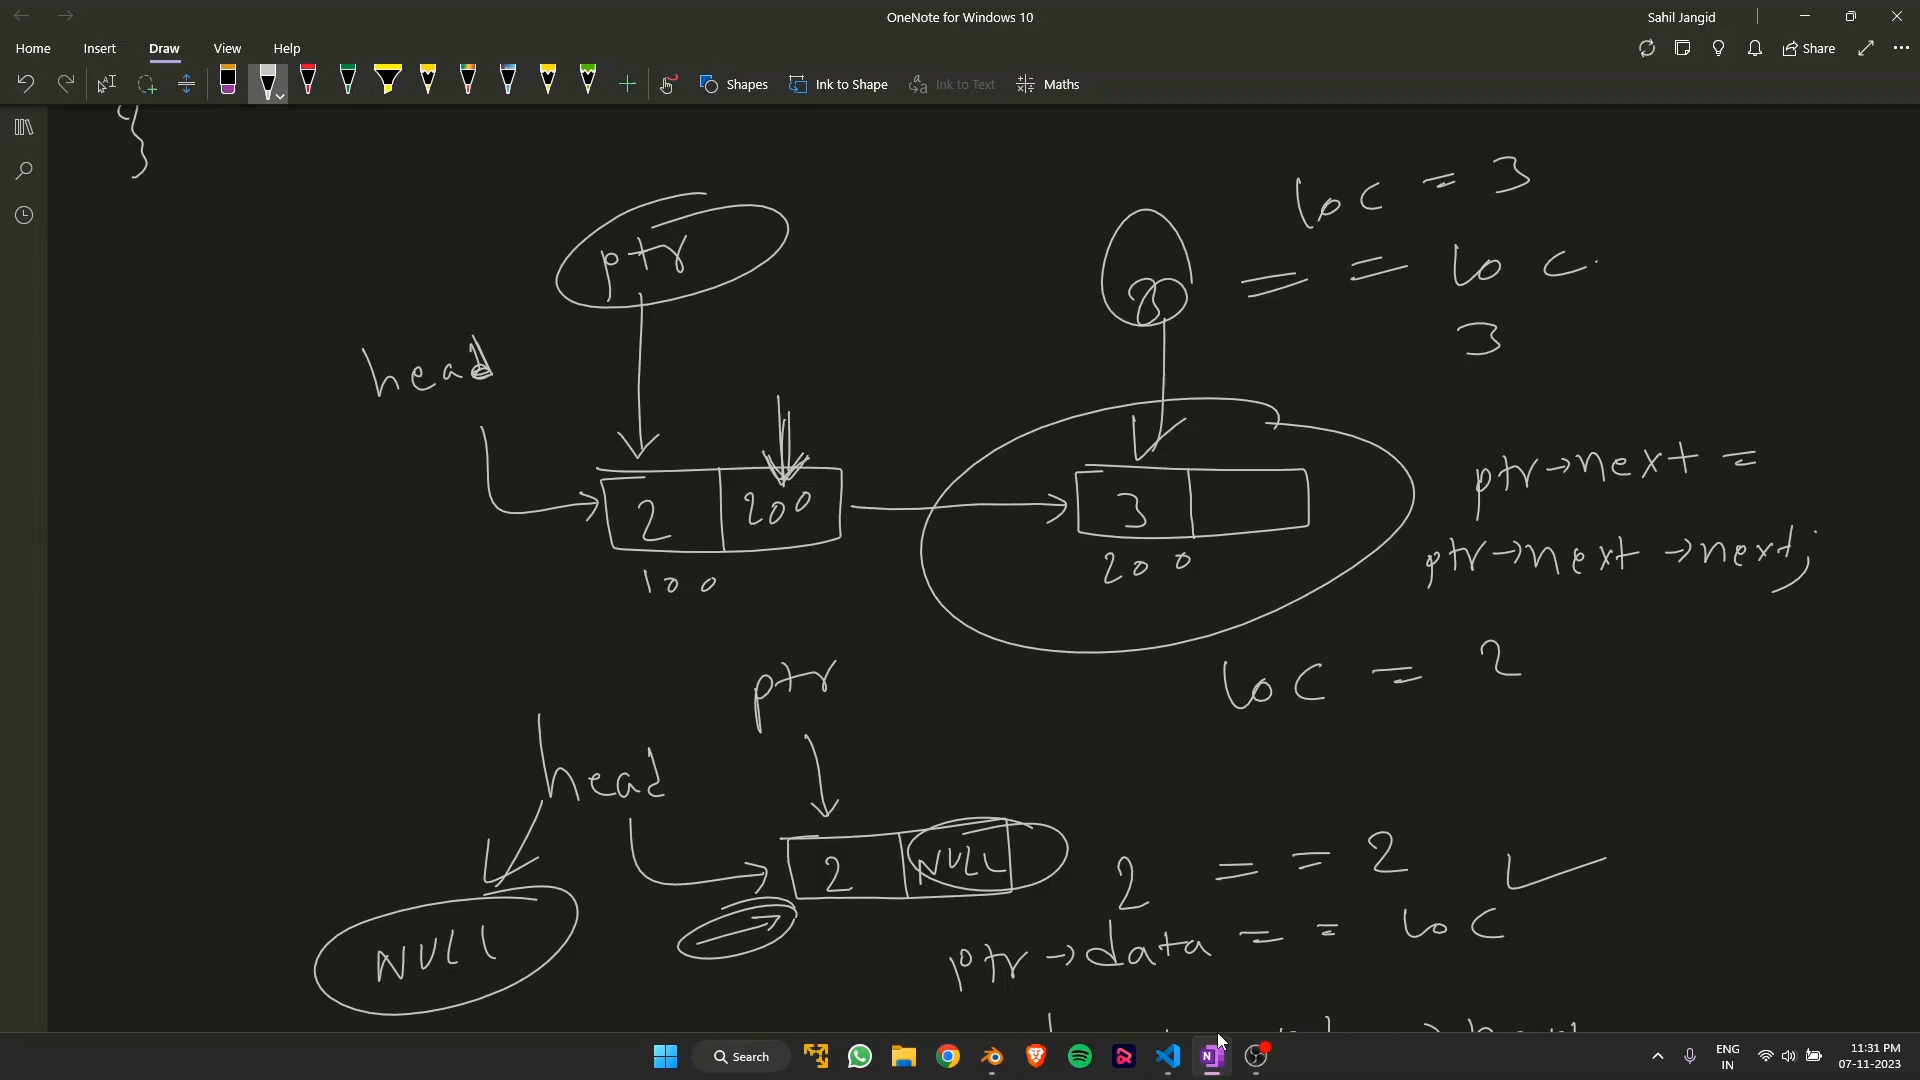 OneNote for Windows 10
Sahil Jangid
Home Insert Draw View Help
Share
Shapes Ink to Shape Ink to Text Maths
}
loc = 3
ptr
3 == loc
3
head
2 200
3
ptr→next =
100
200
ptr→next→next;
loc = 2
ptr
head
2 NULL
2 == 2
NULL
ptr→data == loc
Search
ENG
IN
11:31 PM
07-11-2023